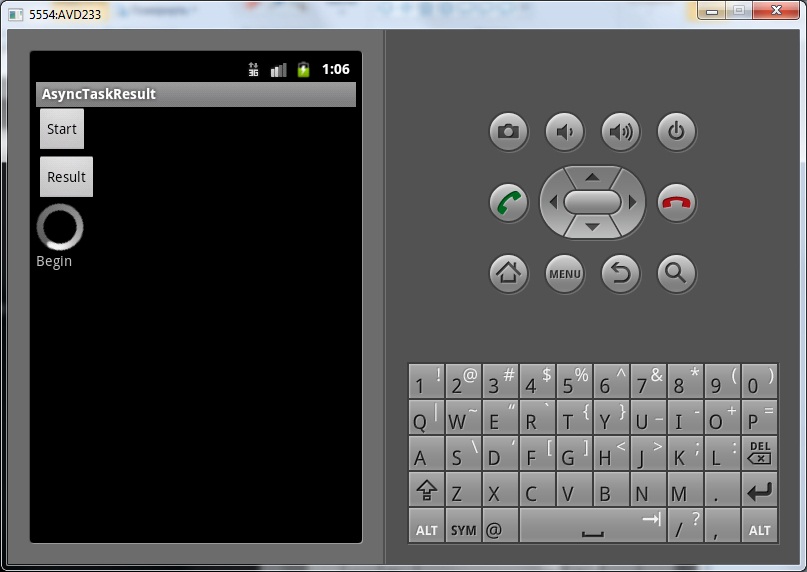 5554:AVD233
3G 1:06
AsyncTaskResult
Start
Result
Begin
MENU
1 ! 2 @ 3 # 4 $ 5 % 6 ^ 7 & 8 * 9 ( 0 )
Q | W ~ E “ R ` T { Y } U _ I - O + P =
A S \ D ‘ F [ G ] H < J > K ; L : DEL
Z X C V B N M .
ALT SYM @ / ? , ALT